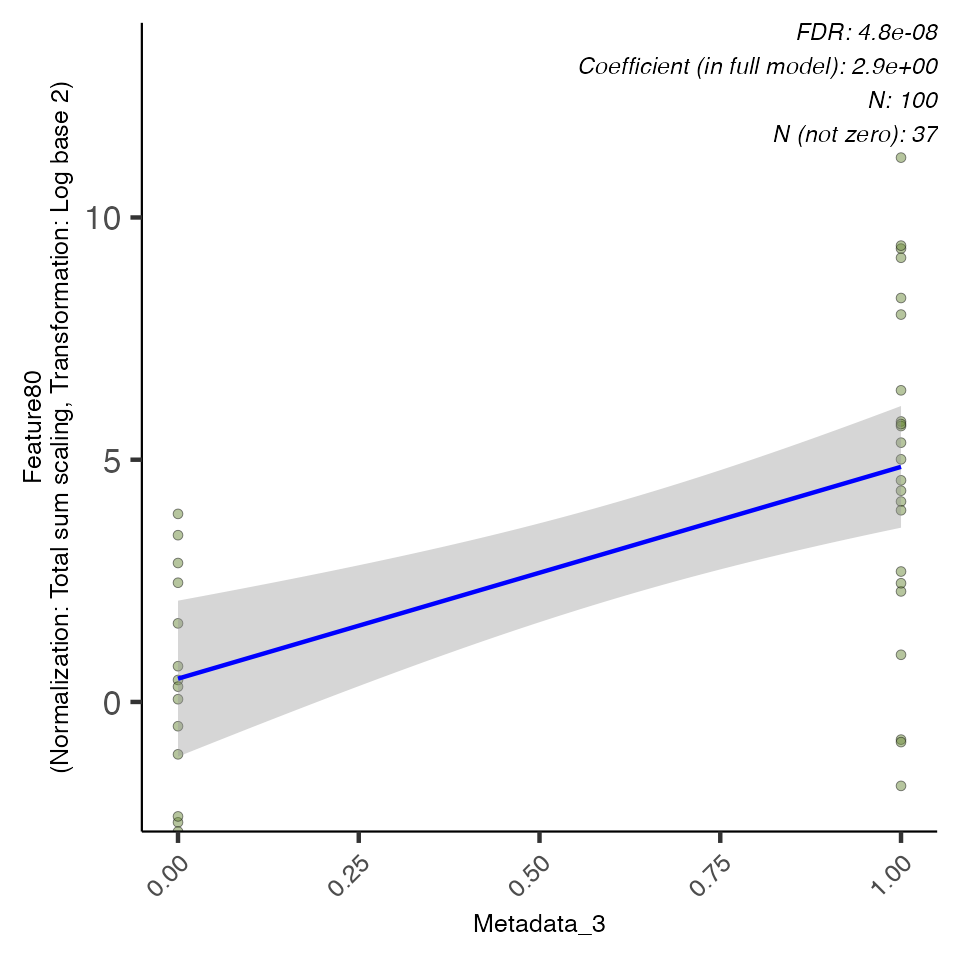 FDR: 4.8e-08
Coefficient (in full model): 2.9e+00
N: 100
N (not zero): 37
Feature80
(Normalization: Total sum scaling, Transformation: Log base 2)
10
5
0
0.00
0.25
0.50
0.75
1.00
Metadata_3